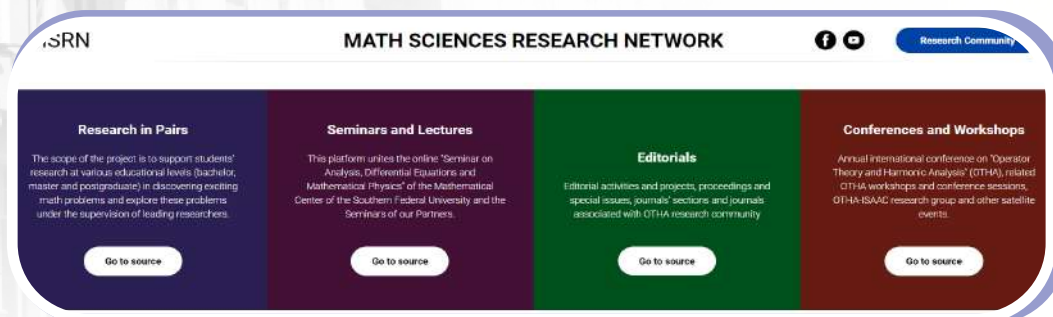 ISRN
MATH SCIENCES RESEARCH NETWORK
Research Community
Research in Pairs
The scope of the project is to support students'
research at various educational levels (bachelor,
master and postgraduate) in discovering exciting
math problems and explore these problems
under the supervision of leading researchers.
Go to source
Seminars and Lectures
This platform unites the online "Seminar on
Analysis, Differential Equations and
Mathematical Physics" of the Mathematical
Center of the Southern Federal University and the
Seminars of our Partners.
Go to source
Editorials
Editorial activities and projects, proceedings and
special issues, journals' sections and journals
associated with OTHA research community
Go to source
Conferences and Workshops
Annual international conference on "Operator
Theory and Harmonic Analysis" (OTHA), related
OTHA workshops and conference sessions,
OTHA-ISAAC research group and other satellite
events.
Go to source